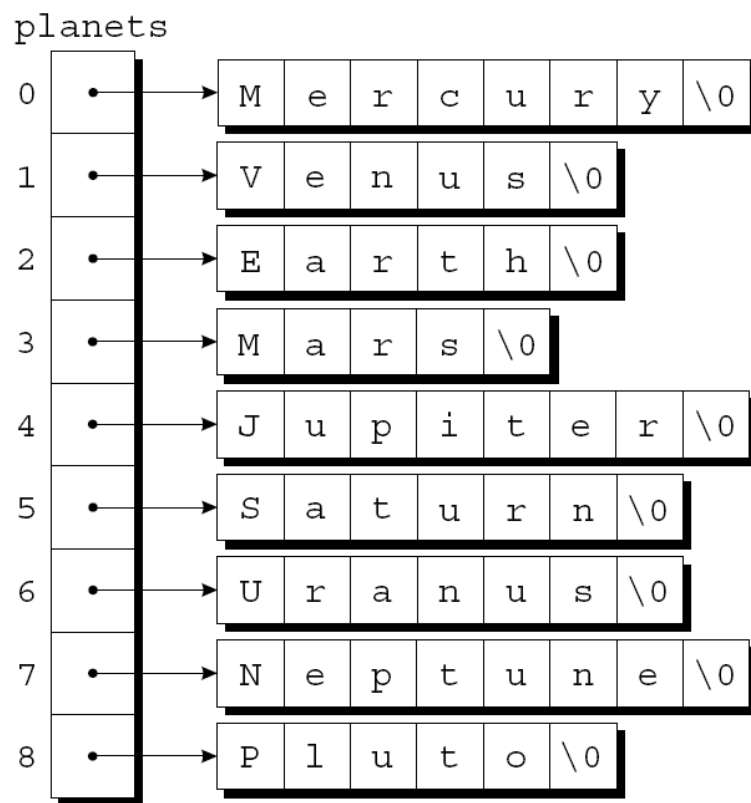 planets
0 M e r c u r y \0
1 V e n u s \0
2 E a r t h \0
3 M a r s \0
4 J u p i t e r \0
5 S a t u r n \0
6 U r a n u s \0
7 N e p t u n e \0
8 P l u t o \0